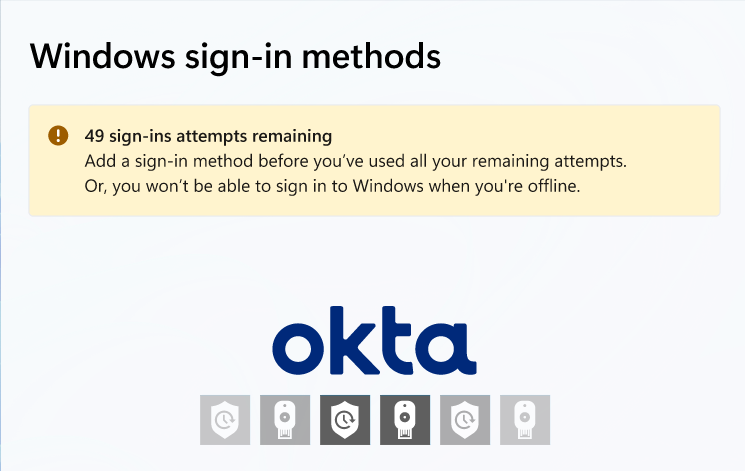 Windows sign-in methods
49 sign-ins attempts remaining
Add a sign-in method before you’ve used all your remaining attempts.
Or, you won’t be able to sign in to Windows when you're offline.
okta